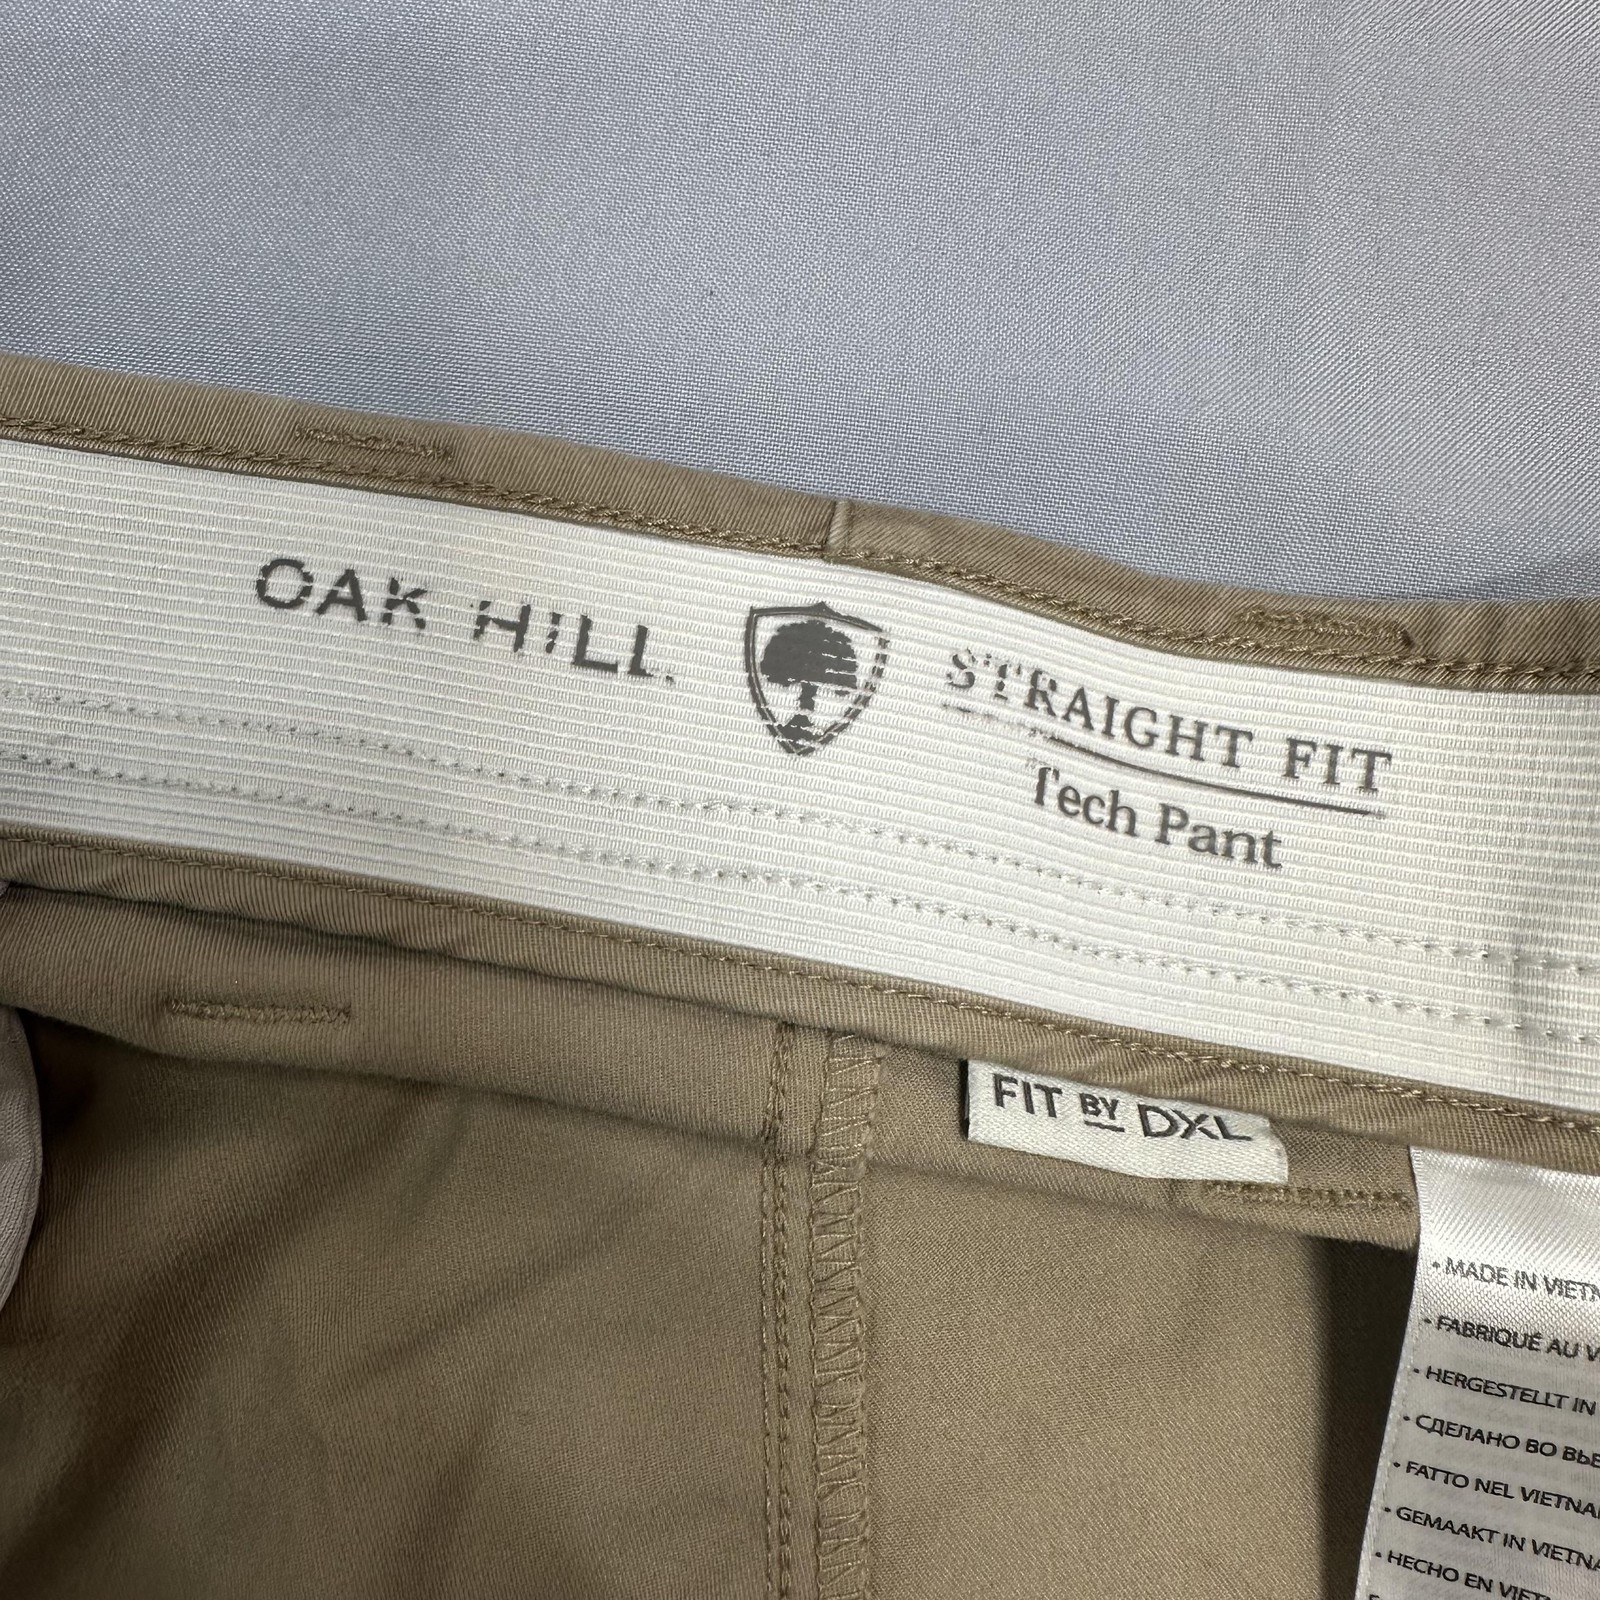 OAK HILL.
STRAIGHT FIT
Tech Pant
FIT BY DXL
• MADE IN VIETN
• FABRIQUÉ AU V
• HERGESTELLT IN
• СДЕЛАНО ВО ВЬЕ
• FATTO NEL VIETNA
• GEMAAKT IN VIETNA
• HECHO EN VIET